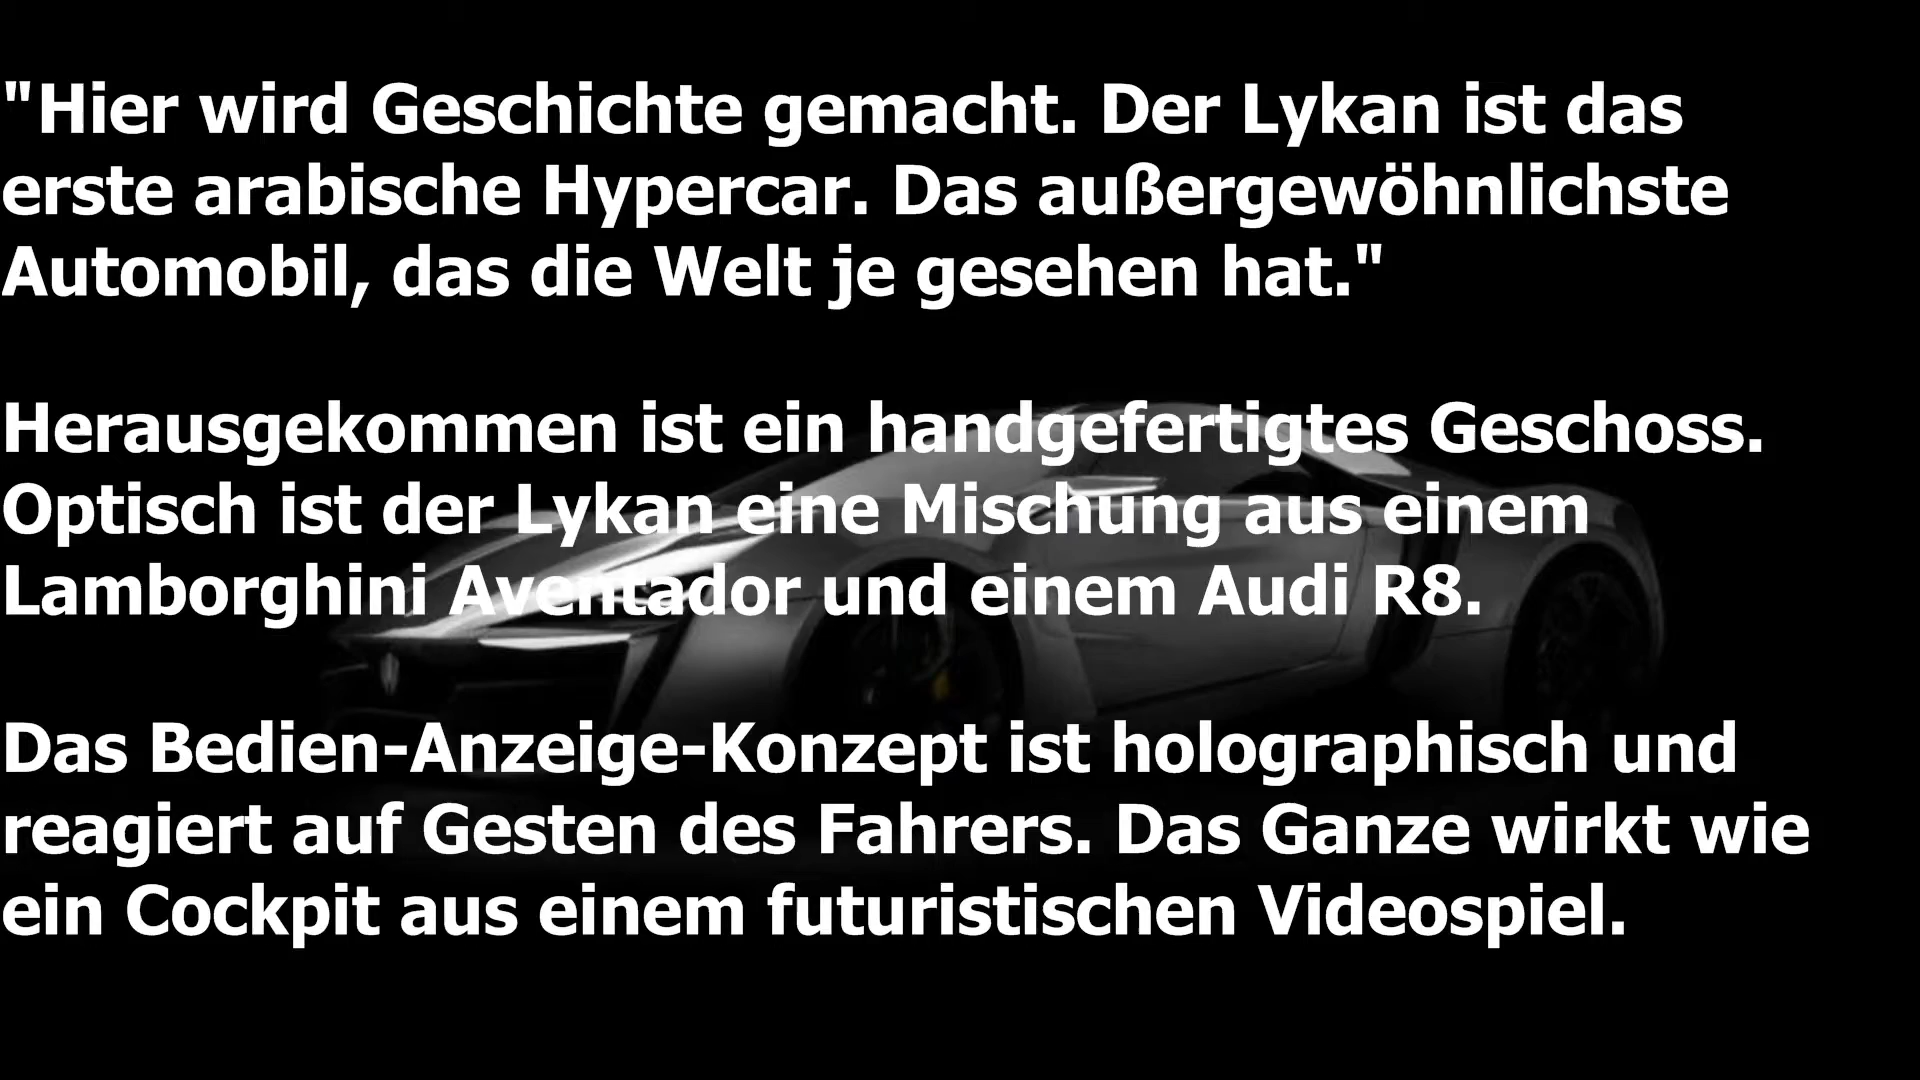 "Hier wird Geschichte gemacht. Der Lykan ist das
erste arabische Hypercar. Das außergewöhnlichste
Automobil, das die Welt je gesehen hat."
Herausgekommen ist ein handgefertigtes Geschoss.
Optisch ist der Lykan eine Mischung aus einem
Lamborghini Aventador und einem Audi R8.
Das Bedien-Anzeige-Konzept ist holographisch und
reagiert auf Gesten des Fahrers. Das Ganze wirkt wie
ein Cockpit aus einem futuristischen Videospiel.